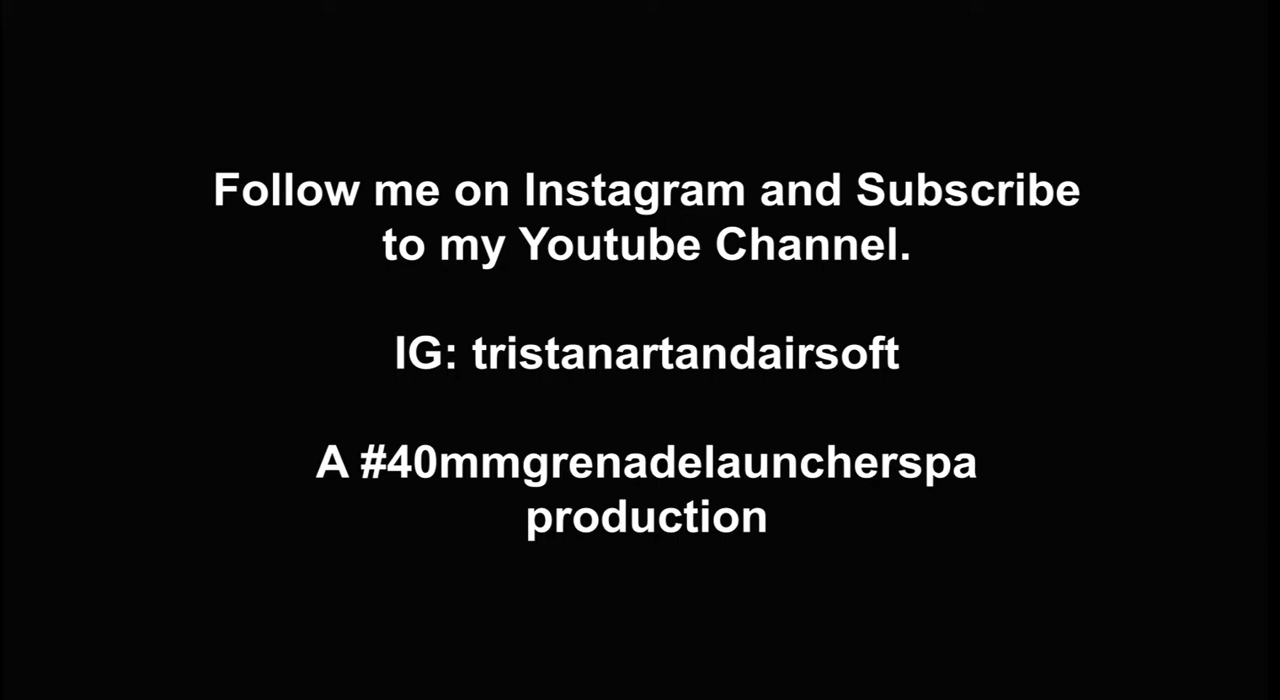 Follow me on Instagram and Subscribe
to my Youtube Channel.
IG: tristanartandairsoft
A #40mmgrenadelauncherspa
production